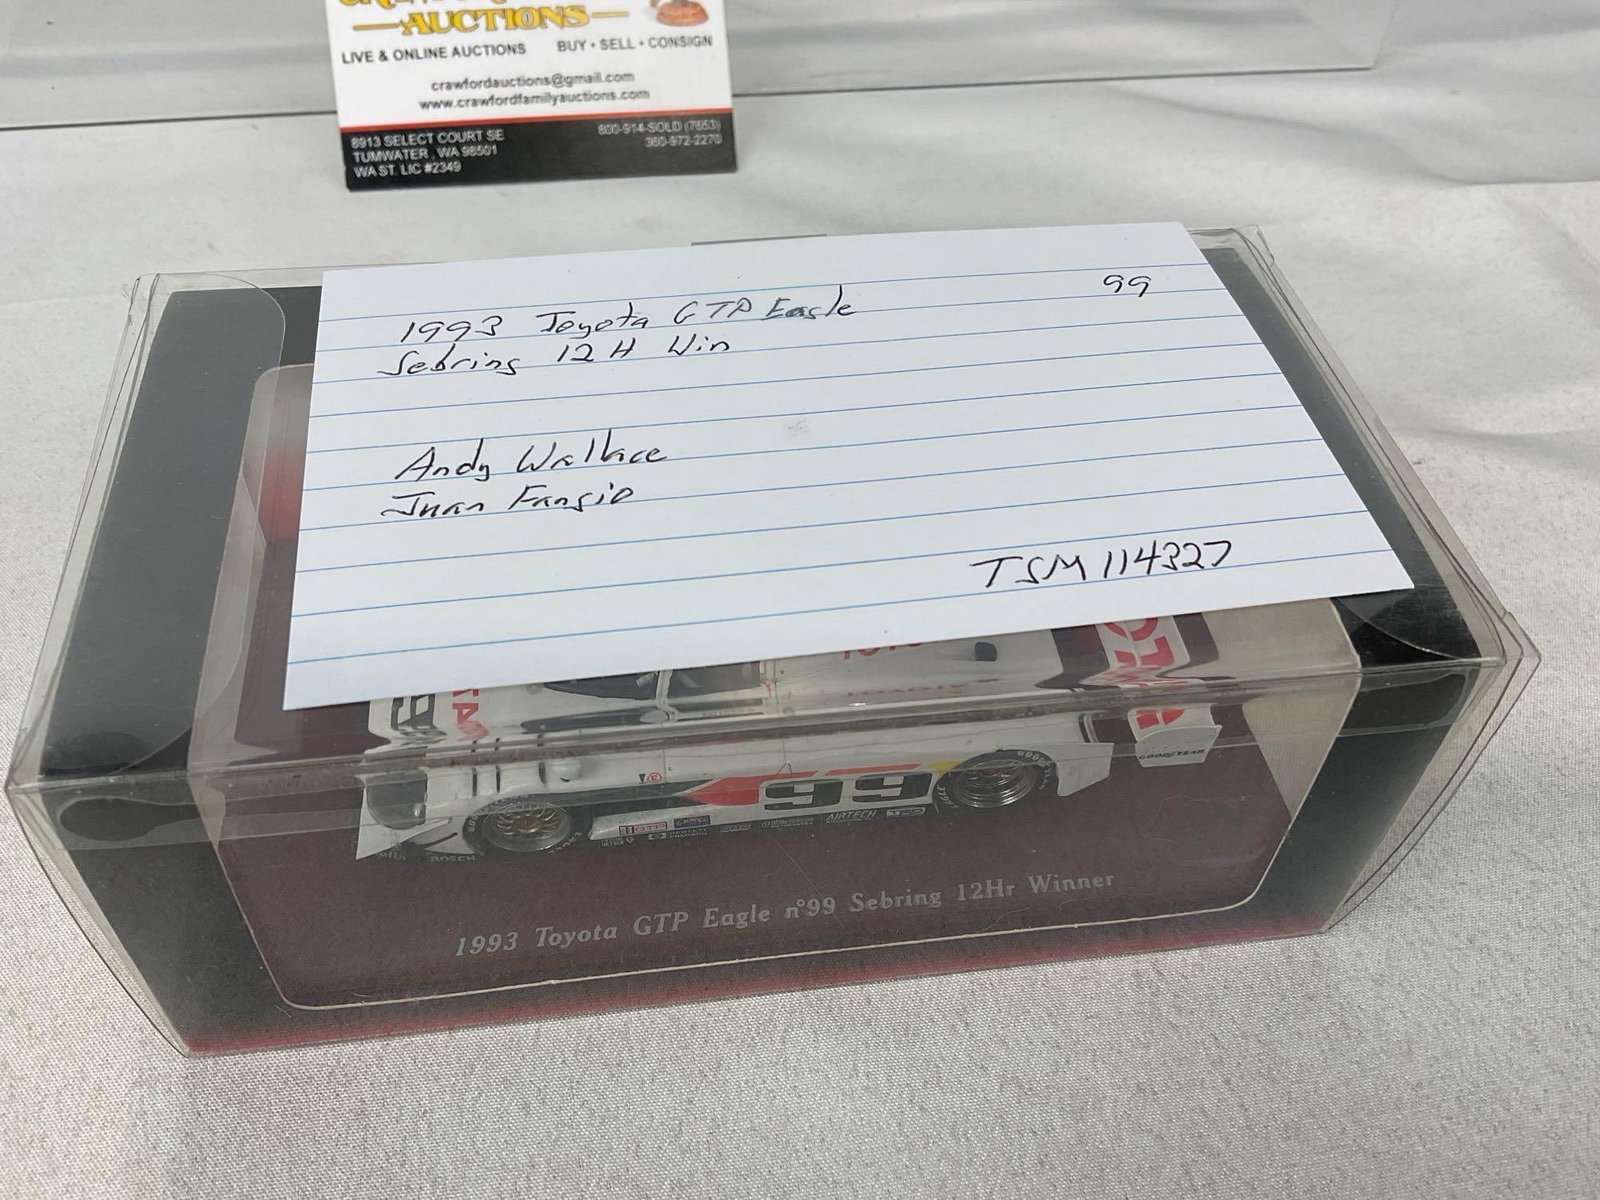 AUCTIONS
LIVE & ONLINE AUCTIONS BUY • SELL • CONSIGN
crawfordauctions@gmail.com
www.crawfordfamilyauctions.com
8913 SELECT COURT SE
TUMWATER, WA 98501
WA ST. LIC #2349
800-914-SOLD (7653)
360-972-2270
1993 Toyota GTP Eagle 99
Sebring 12 H Win
Andy Wallace
Juan Fangio
TSM 114327
GOODYEAR
99
AIRTECH
BOSCH
1993 Toyota GTP Eagle nº99 Sebring 12Hr Winner